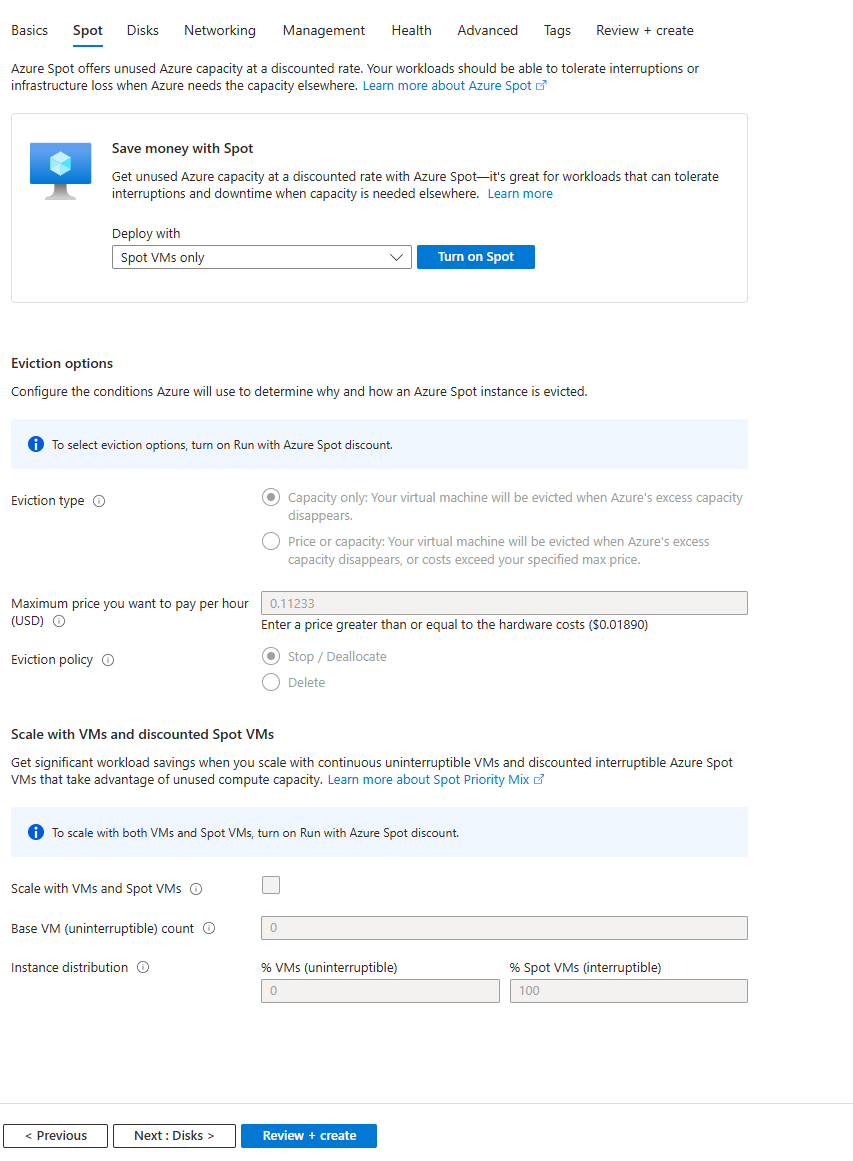 Basics Spot Disks Networking Management Health Advanced Tags Review + create
Azure Spot offers unused Azure capacity at a discounted rate. Your workloads should be able to tolerate interruptions or
infrastructure loss when Azure needs the capacity elsewhere. Learn more about Azure Spot
Save money with Spot
Get unused Azure capacity at a discounted rate with Azure Spot—it's great for workloads that can tolerate
interruptions and downtime when capacity is needed elsewhere. Learn more
Deploy with
Spot VMs only Turn on Spot
Eviction options
Configure the conditions Azure will use to determine why and how an Azure Spot instance is evicted.
To select eviction options, turn on Run with Azure Spot discount.
Eviction type
Capacity only: Your virtual machine will be evicted when Azure's excess capacity
disappears.
Price or capacity: Your virtual machine will be evicted when Azure's excess
capacity disappears, or costs exceed your specified max price.
Maximum price you want to pay per hour
(USD)
0.11233
Enter a price greater than or equal to the hardware costs ($0.01890)
Eviction policy
Stop / Deallocate
Delete
Scale with VMs and discounted Spot VMs
Get significant workload savings when you scale with continuous uninterruptible VMs and discounted interruptible Azure Spot
VMs that take advantage of unused compute capacity. Learn more about Spot Priority Mix
To scale with both VMs and Spot VMs, turn on Run with Azure Spot discount.
Scale with VMs and Spot VMs
Base VM (uninterruptible) count
0
Instance distribution
% VMs (uninterruptible) % Spot VMs (interruptible)
0 100
< Previous Next : Disks > Review + create